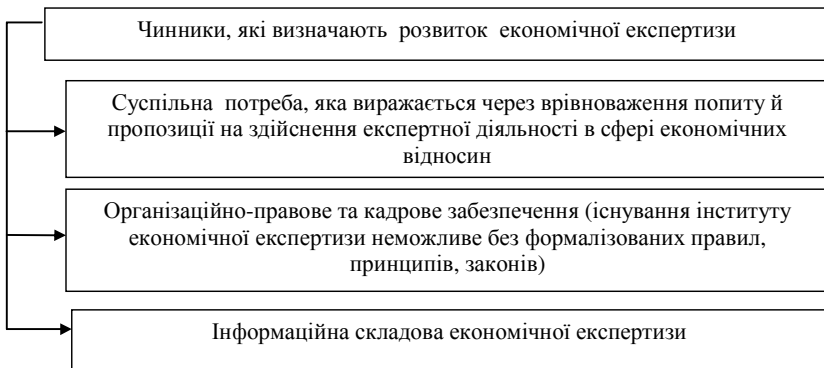 Чинники, які визначають розвиток економічної експертизи
Суспільна потреба, яка виражається через врівноваження попиту й
пропозиції на здійснення експертної діяльності в сфері економічних
відносин
Організаційно-правове та кадрове забезпечення (існування інституту
економічної експертизи неможливе без формалізованих правил,
принципів, законів)
Інформаційна складова економічної експертизи